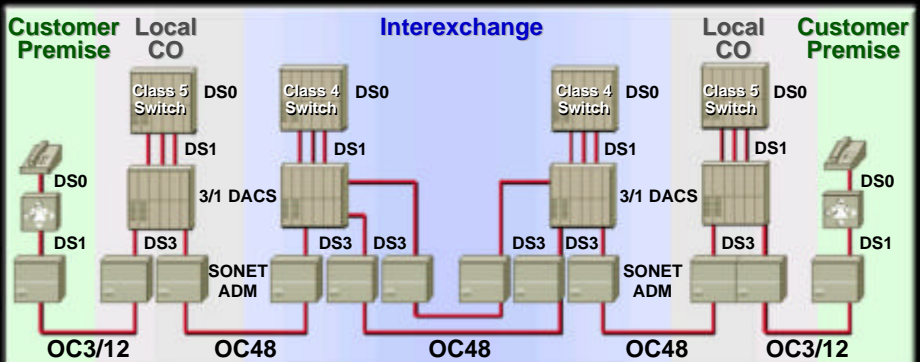 Customer Premise
Local CO
Interexchange
Local CO
Customer Premise
Class 5 Switch
DS0
Class 4 Switch
DS0
Class 4 Switch
DS0
Class 5 Switch
DS0
DS1
DS1
DS1
DS1
DS0
3/1 DACS
3/1 DACS
DS0
DS1
DS3
DS3
DS3
DS3
DS3
DS3
DS1
SONET ADM
SONET ADM
OC3/12
OC48
OC48
OC48
OC3/12